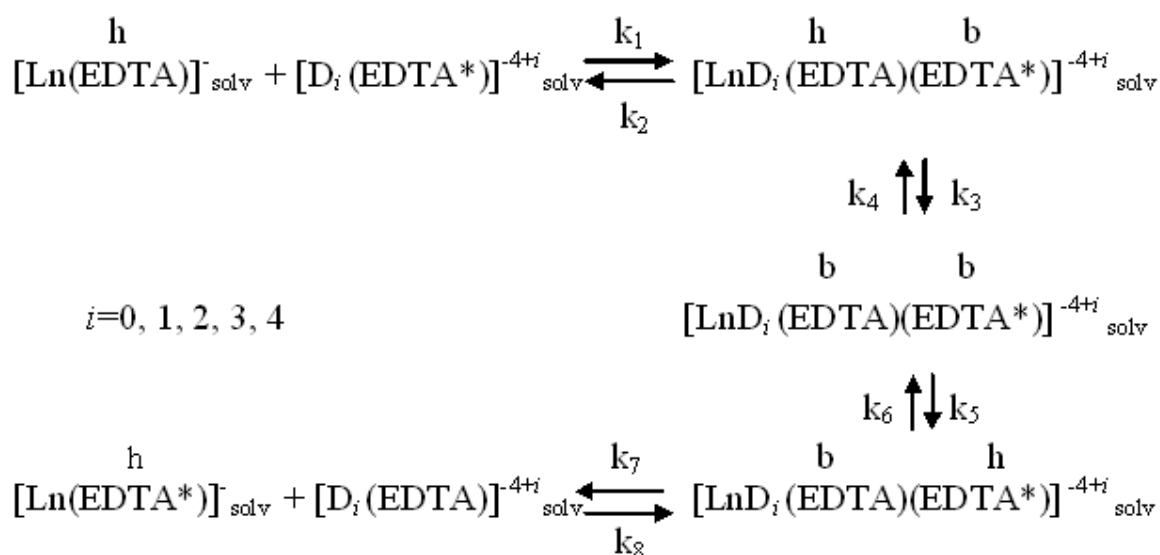 h k₁ h b
[Ln(EDTA)]⁻solv + [Dᵢ(EDTA*)]⁻⁴⁺ⁱsolv [LnDᵢ(EDTA)(EDTA*)]⁻⁴⁺ⁱsolv
k₂
k₄ k₃
b b
i=0, 1, 2, 3, 4 [LnDᵢ(EDTA)(EDTA*)]⁻⁴⁺ⁱsolv
k₆ k₅
h k₇ b h
[Ln(EDTA*)]⁻solv + [Dᵢ(EDTA)]⁻⁴⁺ⁱsolv [LnDᵢ(EDTA)(EDTA*)]⁻⁴⁺ⁱsolv
k₈